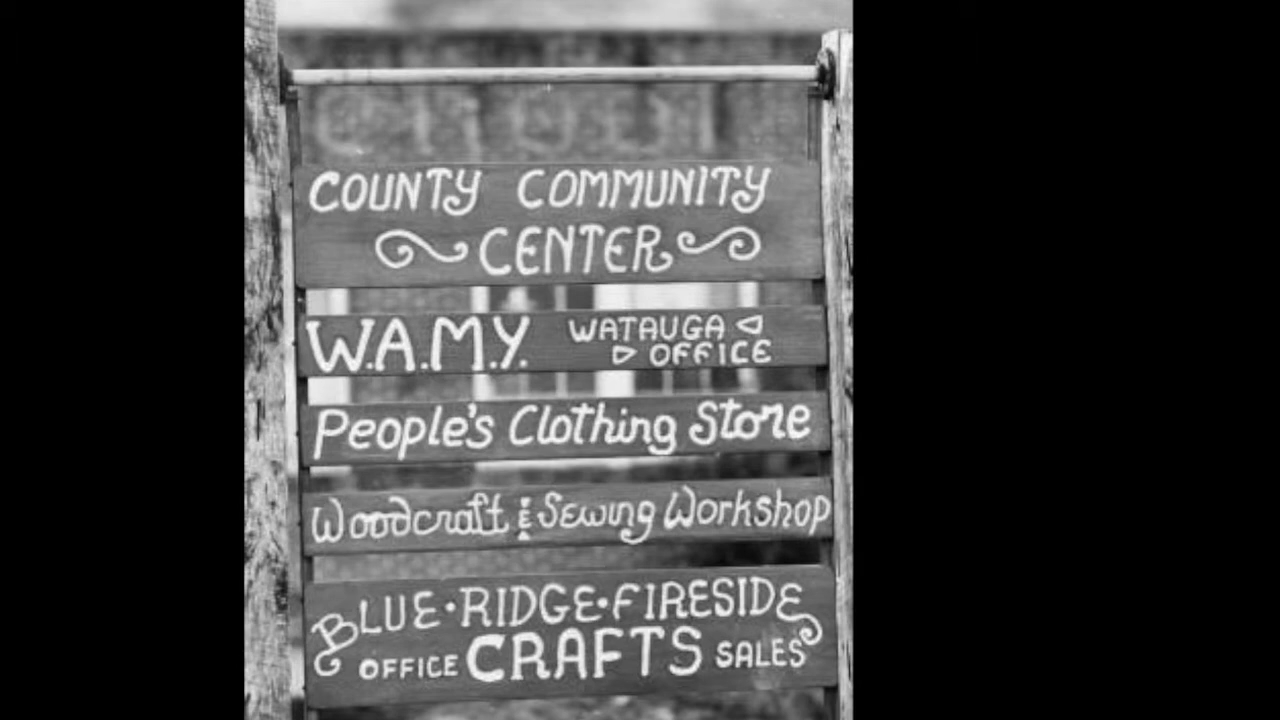 COUNTY COMMUNITY
CENTER
W.A.M.Y. WATAUGA
OFFICE
People's Clothing Store
Woodcraft & Sewing Workshop
BLUE•RIDGE•FIRESIDE
OFFICE CRAFTS SALES